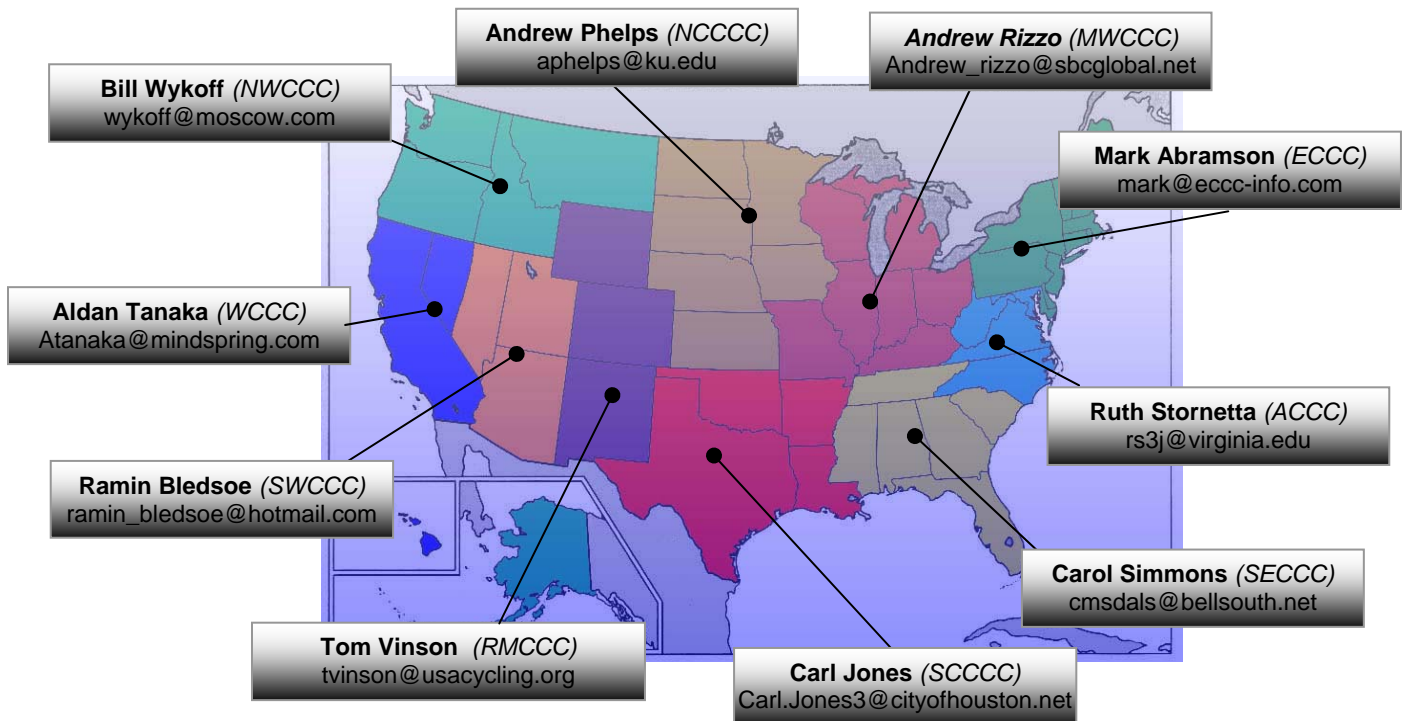 Andrew Phelps (NCCCC)
aphelps@ku.edu
Andrew Rizzo (MWCCC)
Andrew_rizzo@sbcglobal.net
Bill Wykoff (NWCCC)
wykoff@moscow.com
Mark Abramson (ECCC)
mark@eccc-info.com
Aldan Tanaka (WCCC)
Atanaka@mindspring.com
Ruth Stornetta (ACCC)
rs3j@virginia.edu
Ramin Bledsoe (SWCCC)
ramin_bledsoe@hotmail.com
Carol Simmons (SECCC)
cmsdals@bellsouth.net
Tom Vinson (RMCCC)
tvinson@usacycling.org
Carl Jones (SCCCC)
Carl.Jones3@cityofhouston.net